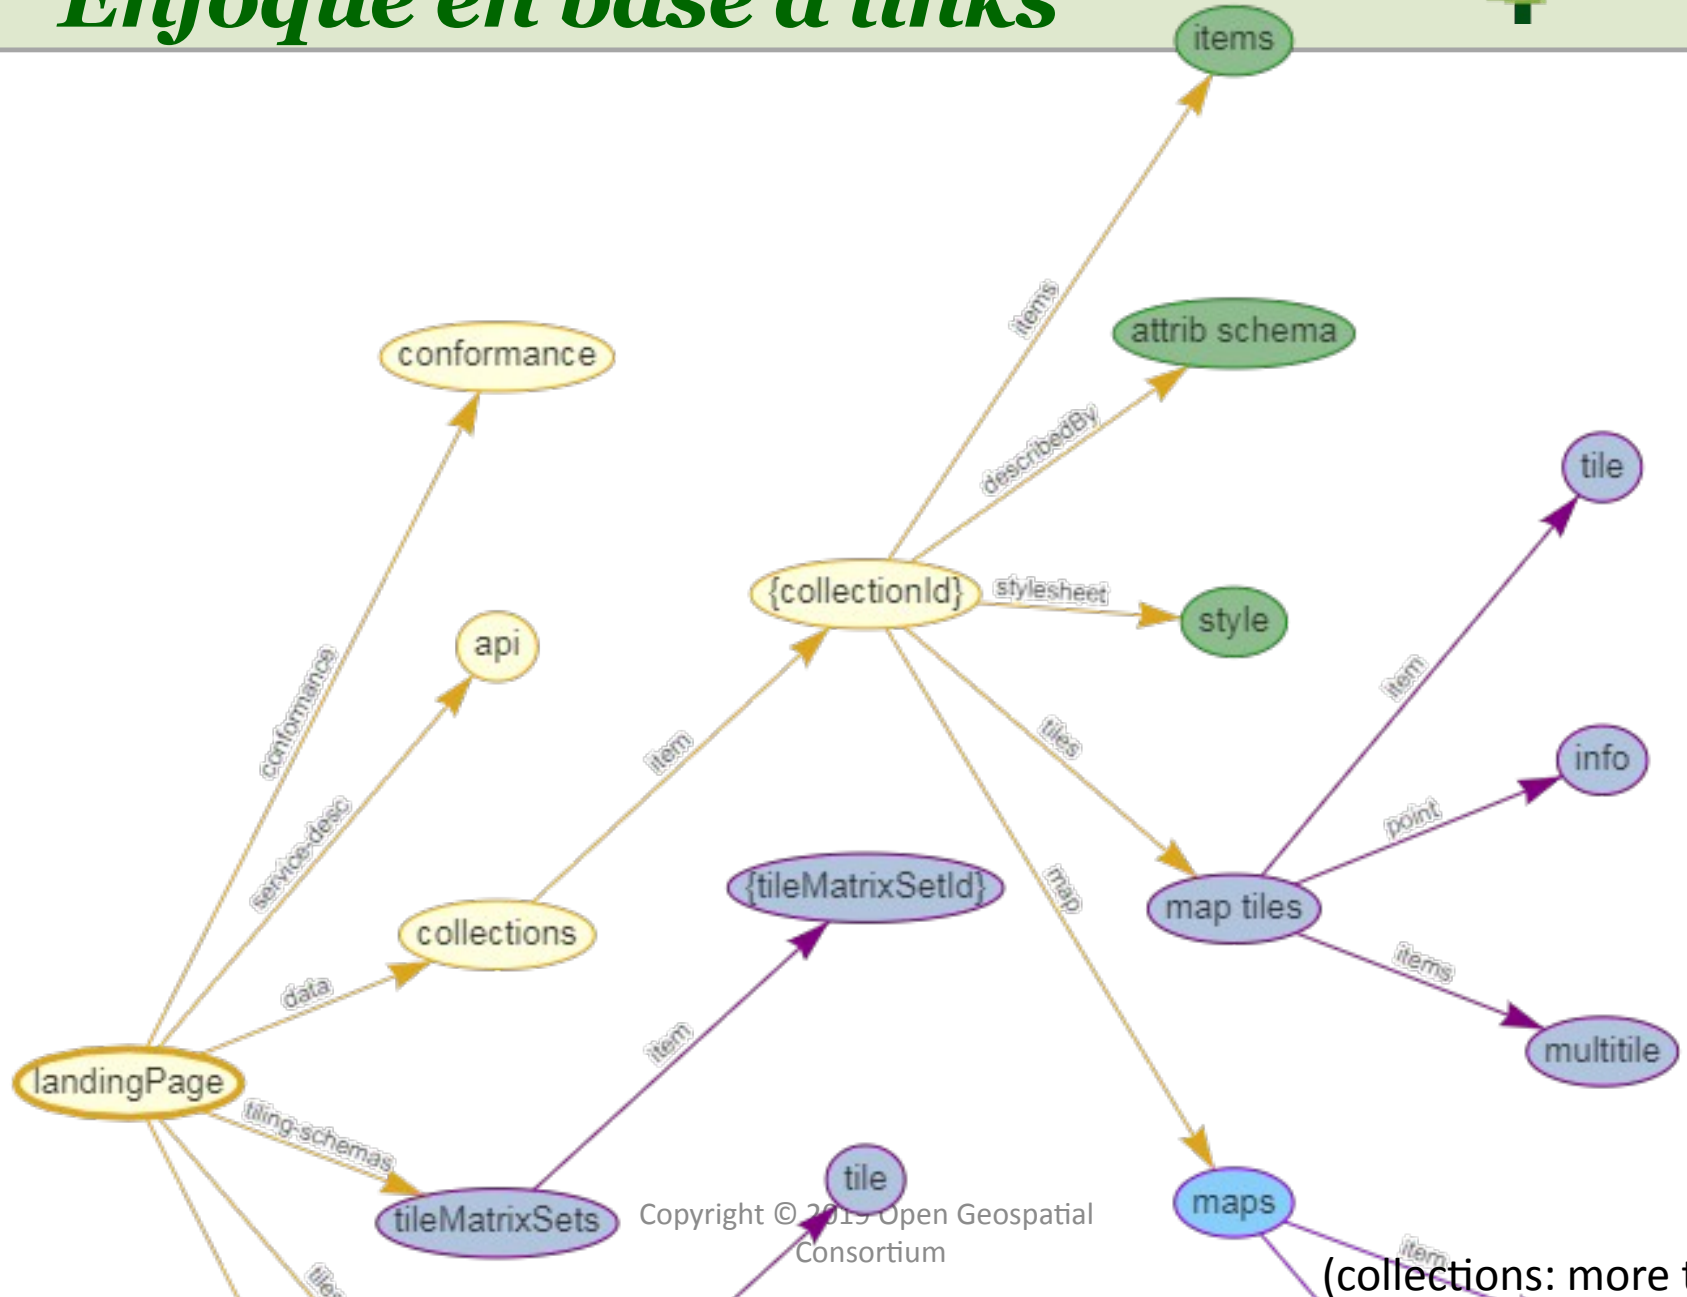 Enfoque en base a links
items
items
attrib schema
conformance
describedBy
tile
{collectionId}
stylesheet
style
api
item
conformance
item
tiles
info
service-desc
point
{tileMatrixSetId}
map
map tiles
collections
items
data
item
multitile
landingPage
tiling-schemas
tile
maps
tileMatrixSets
Copyright © 2019 Open Geospatial
Consortium
item
tiles
(collections: more